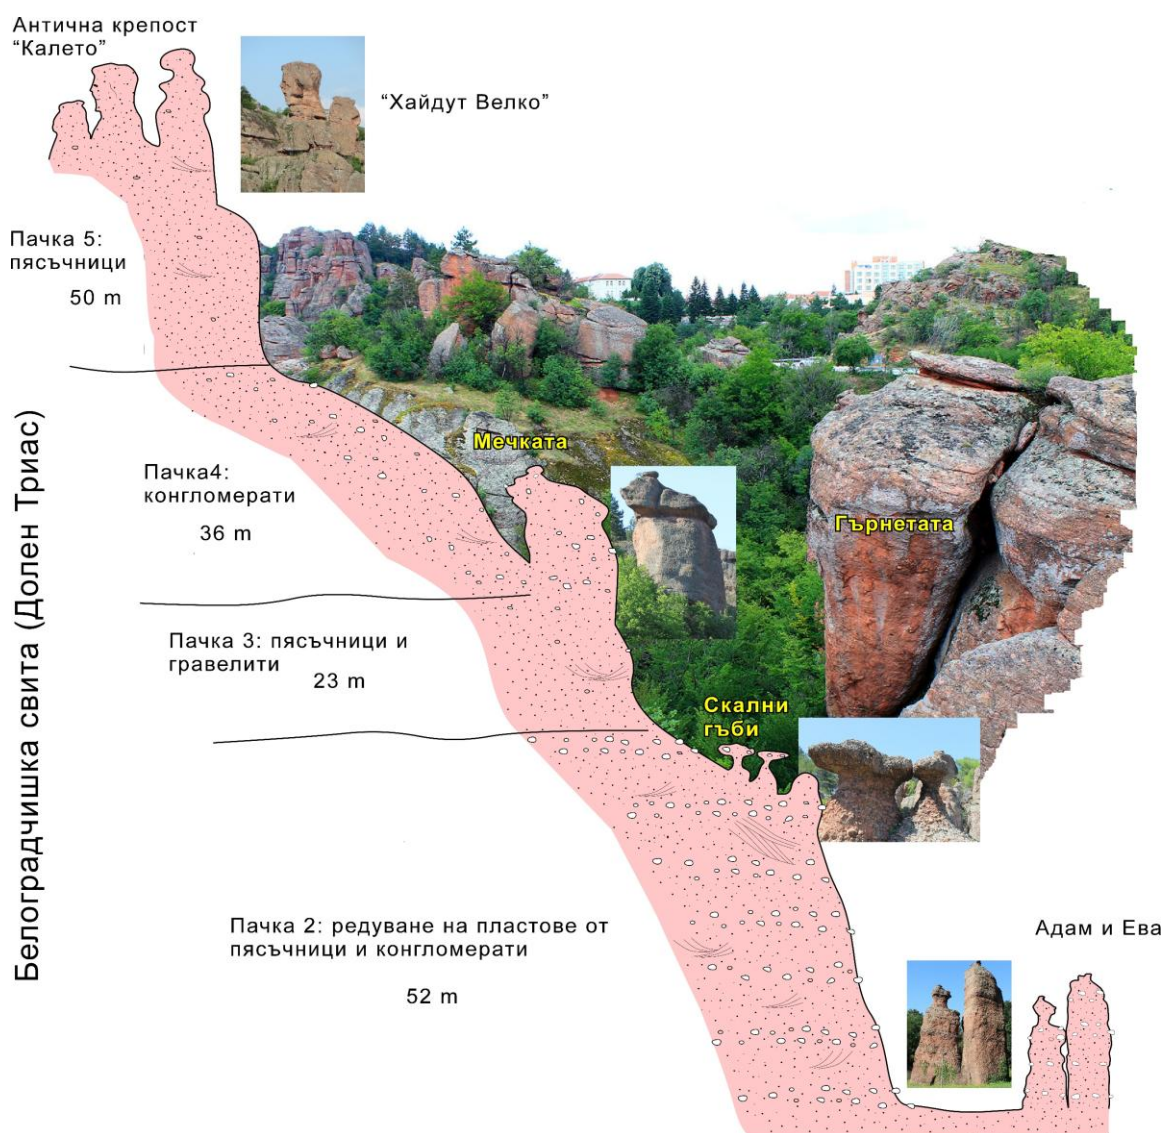 Антична крепост
“Калето”
“Хайдут Велко”
Пачка 5:
пясъчници
50 m
Мечката
Пачка4:
конгломерати
36 m
Гърнетата
Белоградчишка свита (Долен Триас)
Пачка 3: пясъчници и
гравелити
23 m
Скални
гъби
Пачка 2: редуване на пластове от
пясъчници и конгломерати
52 m
Адам и Ева